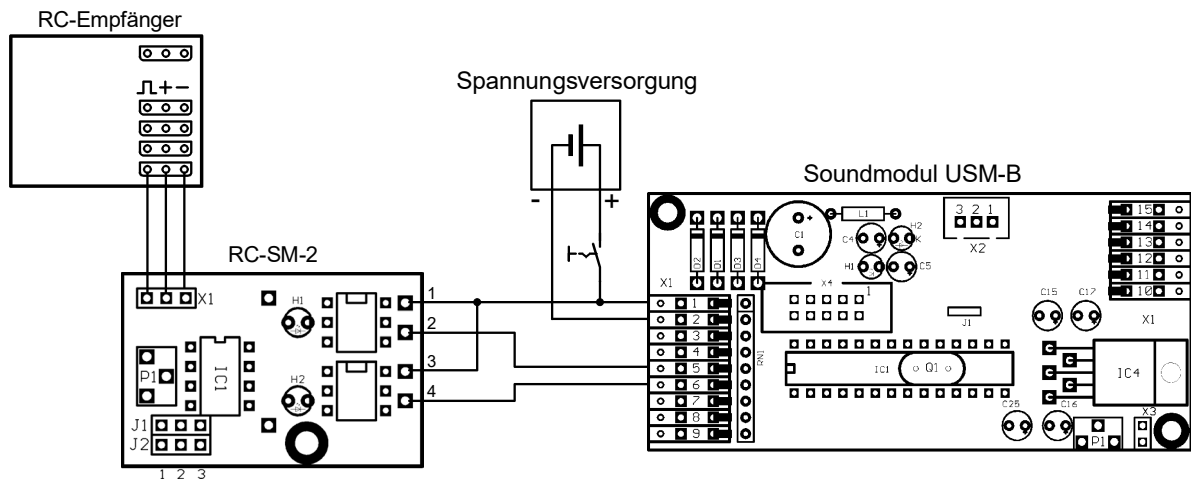 RC-Empfänger
+ -
Spannungsversorgung
- +
Soundmodul USM-B
RC-SM-2
X1
H1
P1
IC1
H2
J1
J2
1 2 3
1
2
3
4
D2 D1 D3 D4
C1
L1
C4
H2
K
H1
C5
3 2 1
X2
X1
X4
1
J1
1
2
3
4
5
6
7
8
9
RN1
IC1
Q1
15
14
13
12
11
10
X1
C15 C17
IC4
C25 C16
P1
X3